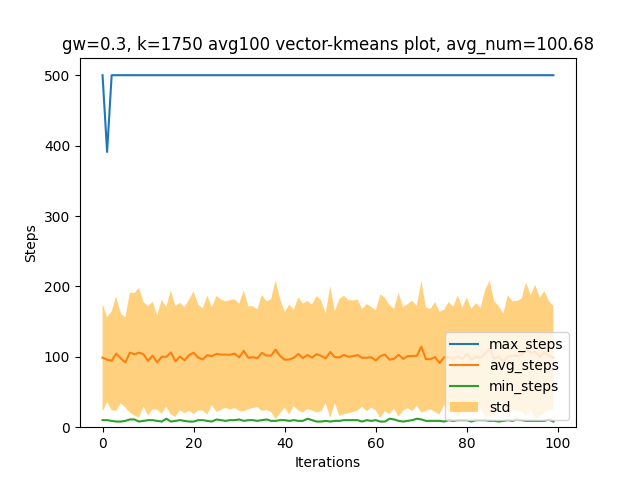 gw=0.3, k=1750 avg100 vector-kmeans plot, avg_num=100.68
500
400
300
200
100
0
Steps
max_steps
avg_steps
min_steps
std
0
20
40
60
80
100
Iterations